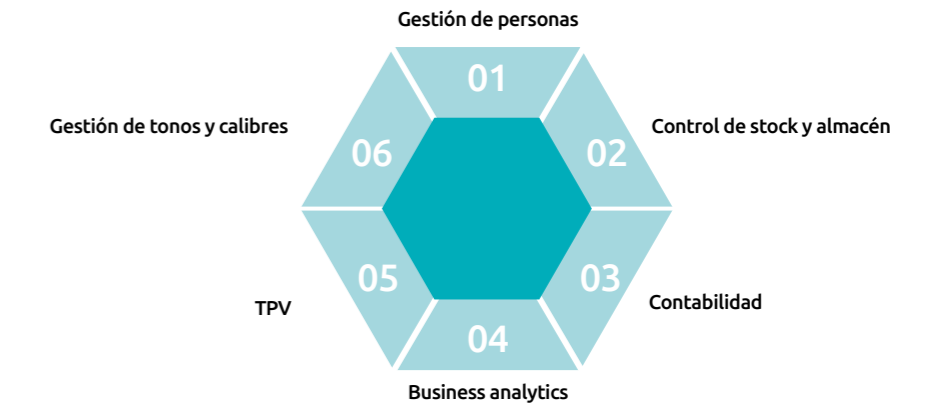 Gestión de personas
01
Gestión de tonos y calibres
06
02
Control de stock y almacén
05
03
TPV
Contabilidad
04
Business analytics